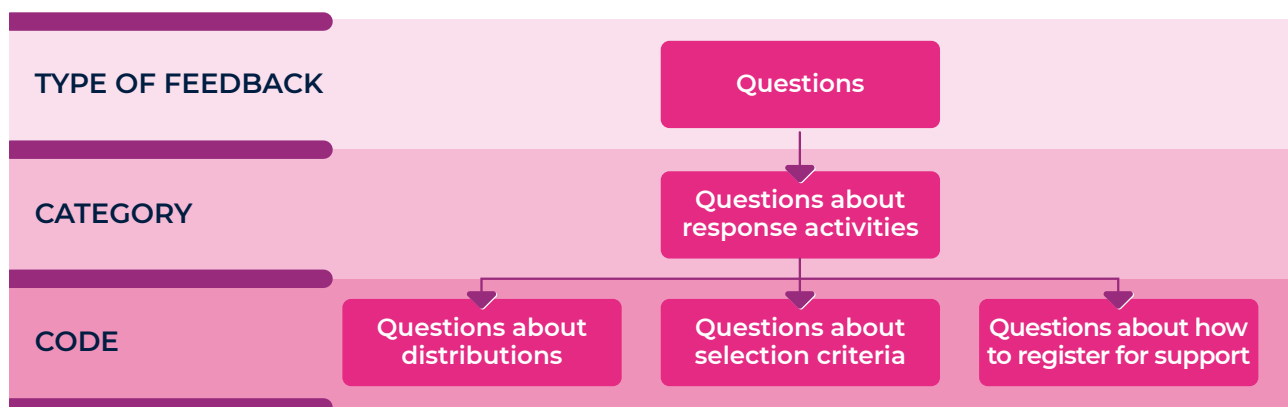 TYPE OF FEEDBACK
Questions
CATEGORY
Questions about
response activities
CODE
Questions about
distributions
Questions about
selection criteria
Questions about how
to register for support